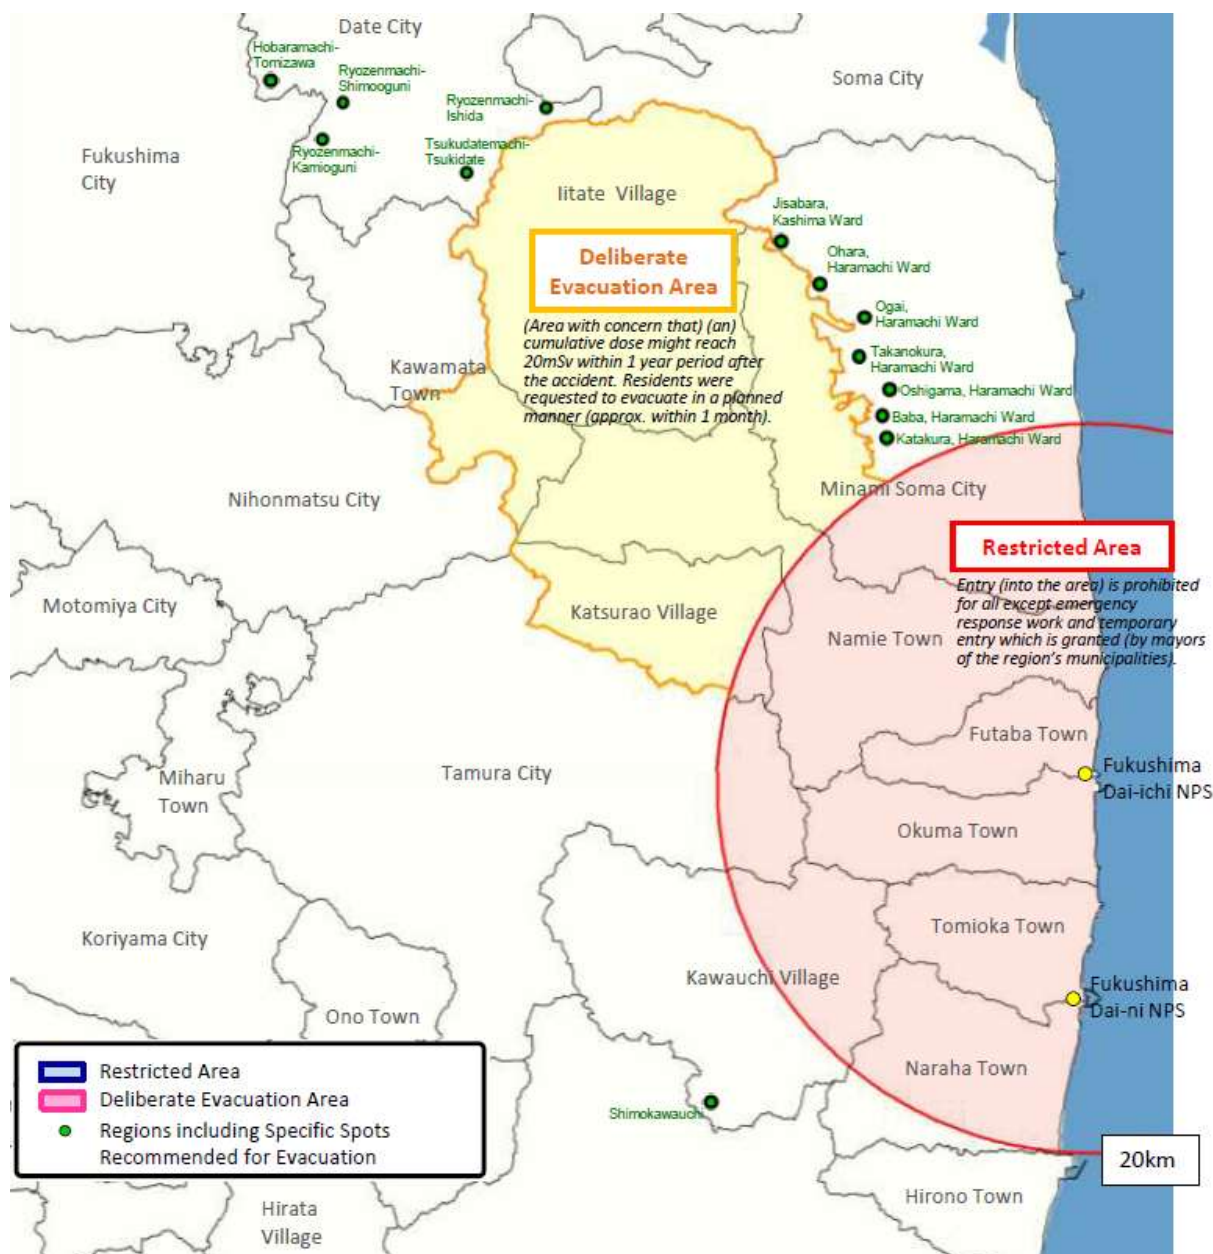 Date City
Hobaramachi-
Tomizawa
Ryozenmachi-
Shimooguni
Ryozenmachi-
Ishida
Soma City
Ryozenmachi-
Kamioguni
Tsukudatemachi-
Tsukidate
Fukushima
City
Iitate Village
Jisabara,
Kashima Ward
Deliberate
Evacuation Area
Ohara,
Haramachi Ward
(Area with concern that) (an)
cumulative dose might reach
20mSv within 1 year period after
the accident. Residents were
requested to evacuate in a planned
manner (approx. within 1 month).
Ogai,
Haramachi Ward
Takanokura,
Haramachi Ward
Kawamata
Town
Oshigama, Haramachi Ward
Baba, Haramachi Ward
Katakura, Haramachi Ward
Nihonmatsu City
Minami Soma City
Restricted Area
Entry (into the area) is prohibited
for all except emergency
response work and temporary
entry which is granted (by mayors
of the region's municipalities).
Motomiya City
Katsurao Village
Namie Town
Futaba Town
Fukushima
Dai-ichi NPS
Miharu
Town
Tamura City
Okuma Town
Koriyama City
Tomioka Town
Kawauchi Village
Fukushima
Dai-ni NPS
Ono Town
Naraha Town
Restricted Area
Deliberate Evacuation Area
Regions including Specific Spots
Recommended for Evacuation
Shimokawauchi
20km
Hirono Town
Hirata
Village